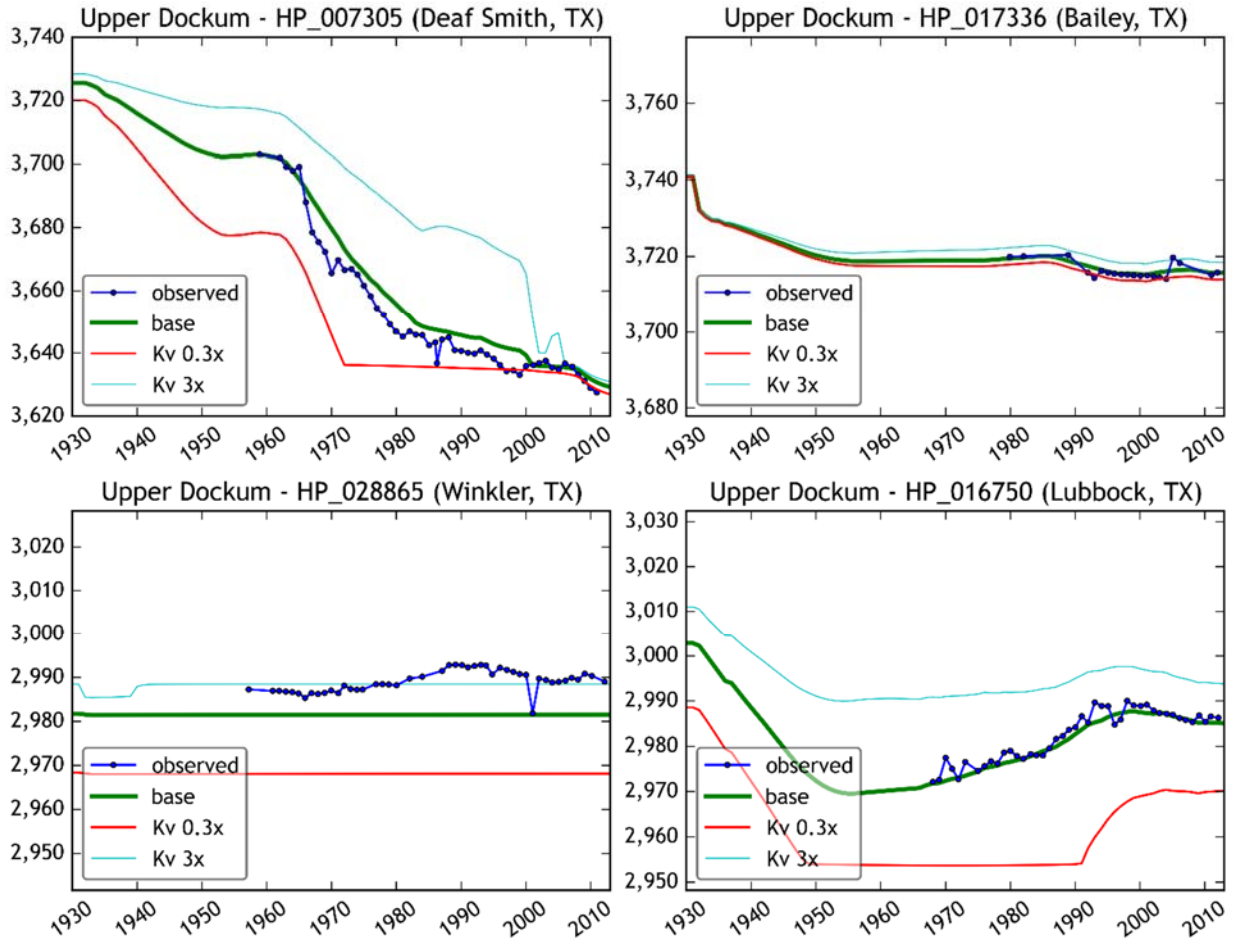 Upper Dockum - HP_007305 (Deaf Smith, TX)
3,740
3,720
3,700
3,680
3,660
3,640
3,620
observed
base
Kv 0.3x
Kv 3x
1930 1940 1950 1960 1970 1980 1990 2000 2010
Upper Dockum - HP_017336 (Bailey, TX)
3,760
3,740
3,720
3,700
3,680
observed
base
Kv 0.3x
Kv 3x
1930 1940 1950 1960 1970 1980 1990 2000 2010
Upper Dockum - HP_028865 (Winkler, TX)
3,020
3,010
3,000
2,990
2,980
2,970
2,960
2,950
observed
base
Kv 0.3x
Kv 3x
1930 1940 1950 1960 1970 1980 1990 2000 2010
Upper Dockum - HP_016750 (Lubbock, TX)
3,030
3,020
3,010
3,000
2,990
2,980
2,970
2,960
2,950
observed
base
Kv 0.3x
Kv 3x
1930 1940 1950 1960 1970 1980 1990 2000 2010